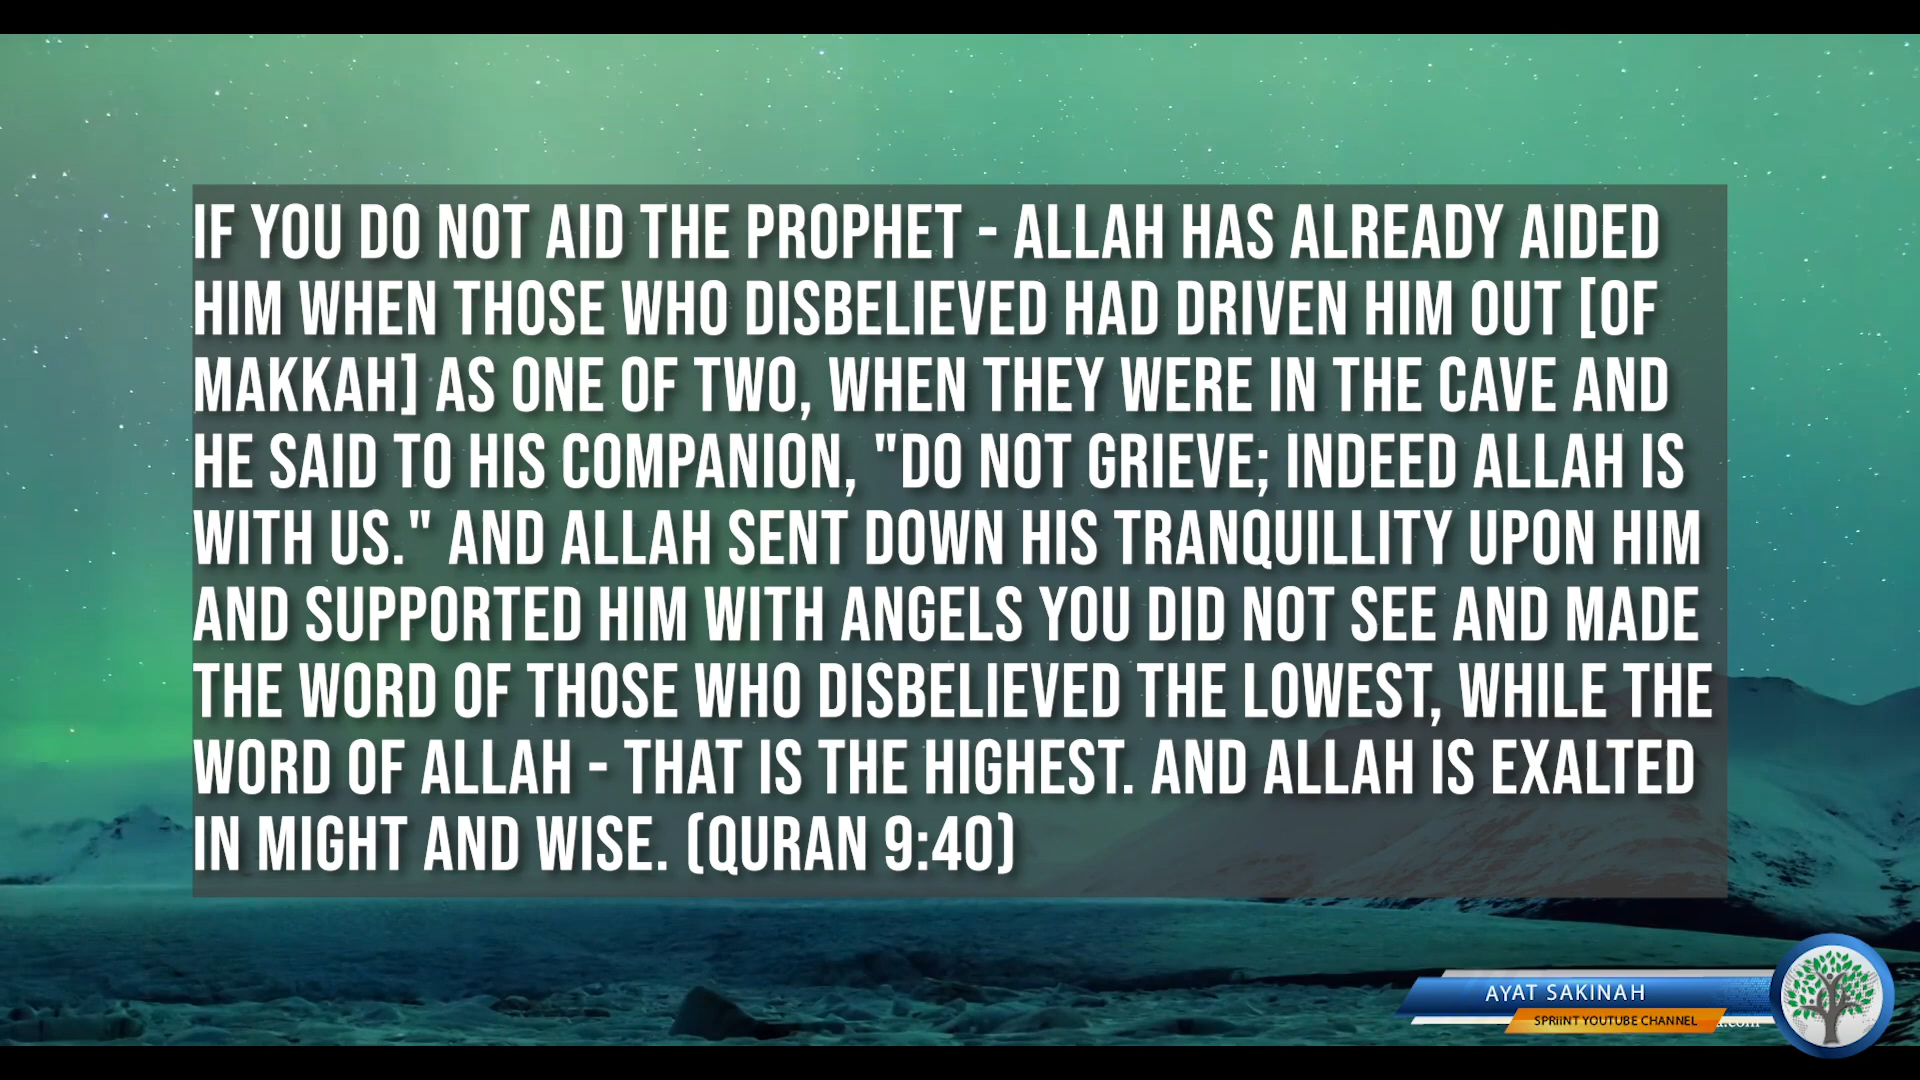 IF YOU DO NOT AID THE PROPHET - ALLAH HAS ALREADY AIDED
HIM WHEN THOSE WHO DISBELIEVED HAD DRIVEN HIM OUT [OF
MAKKAH] AS ONE OF TWO, WHEN THEY WERE IN THE CAVE AND
HE SAID TO HIS COMPANION, "DO NOT GRIEVE; INDEED ALLAH IS
WITH US." AND ALLAH SENT DOWN HIS TRANQUILLITY UPON HIM
AND SUPPORTED HIM WITH ANGELS YOU DID NOT SEE AND MADE
THE WORD OF THOSE WHO DISBELIEVED THE LOWEST, WHILE THE
WORD OF ALLAH - THAT IS THE HIGHEST. AND ALLAH IS EXALTED
IN MIGHT AND WISE. (QURAN 9:40)
AYAT SAKINAH
SPRiiNT YOUTUBE CHANNEL